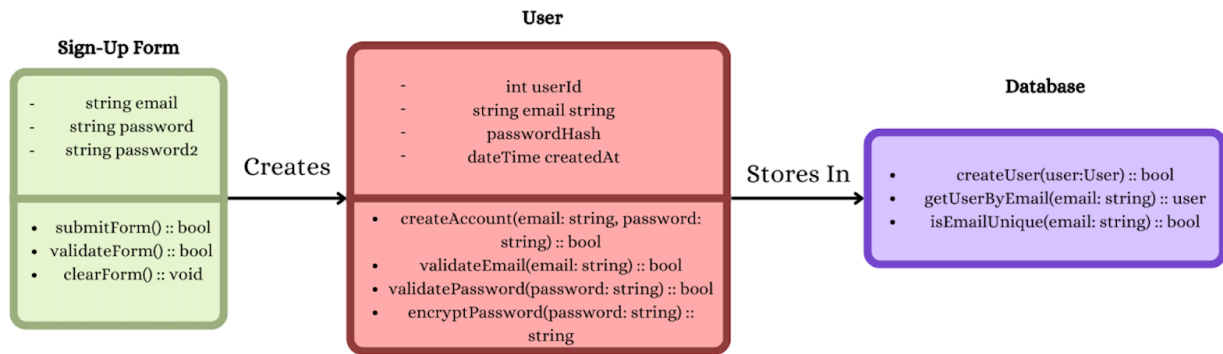 Sign-Up Form
- string email
- string password
- string password2
• submitForm() :: bool
• validateForm() :: bool
• clearForm() :: void
Creates
User
- int userId
- string email string
- passwordHash
- dateTime createdAt
• createAccount(email: string, password:
string) :: bool
• validateEmail(email: string) :: bool
• validatePassword(password: string) :: bool
• encryptPassword(password: string) ::
string
Stores In
Database
• createUser(user:User) :: bool
• getUserByEmail(email: string) :: user
• isEmailUnique(email: string) :: bool